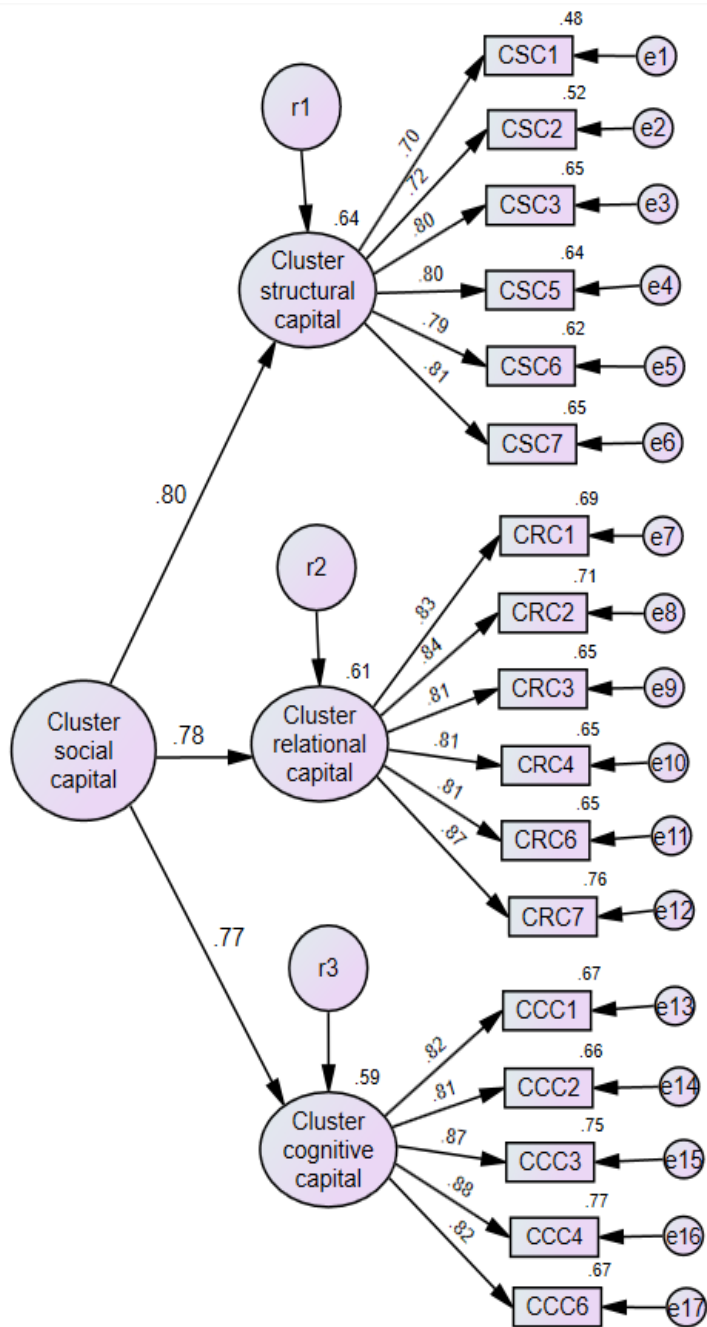 .48
CSC1
e1
r1
.70
.52
CSC2
e2
.72
.65
CSC3
e3
.80
.64
Cluster
structural
capital
.64
CSC5
e4
.80
.62
CSC6
e5
.79
.65
CSC7
e6
.81
.80
.69
CRC1
e7
r2
.83
.71
CRC2
e8
.84
.65
CRC3
e9
.81
.61
Cluster
relational
capital
.65
CRC4
e10
.81
.65
CRC6
e11
.81
.76
CRC7
e12
.87
Cluster
social
capital
.78
.77
r3
.67
CCC1
e13
.82
.66
CCC2
e14
.81
.59
Cluster
cognitive
capital
.75
CCC3
e15
.87
.77
CCC4
e16
.88
.67
CCC6
e17
.82